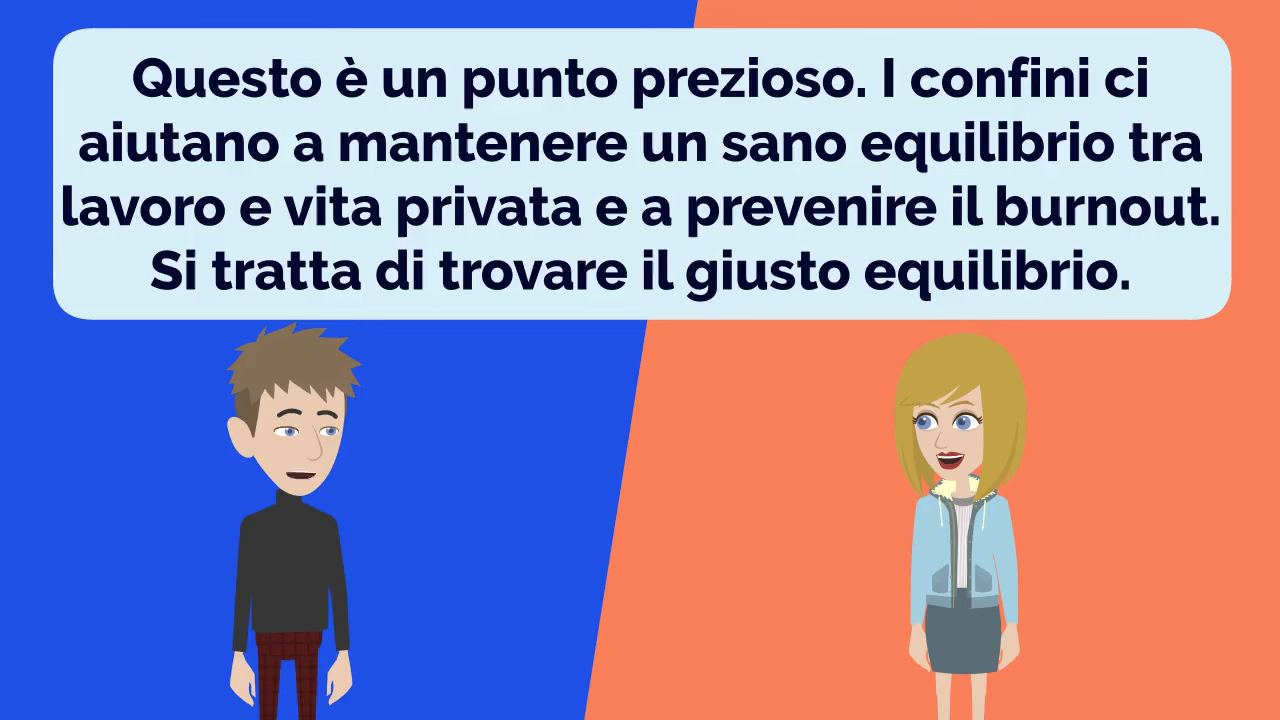 Questo è un punto prezioso. I confini ci
aiutano a mantenere un sano equilibrio tra
lavoro e vita privata e a prevenire il burnout.
Si tratta di trovare il giusto equilibrio.